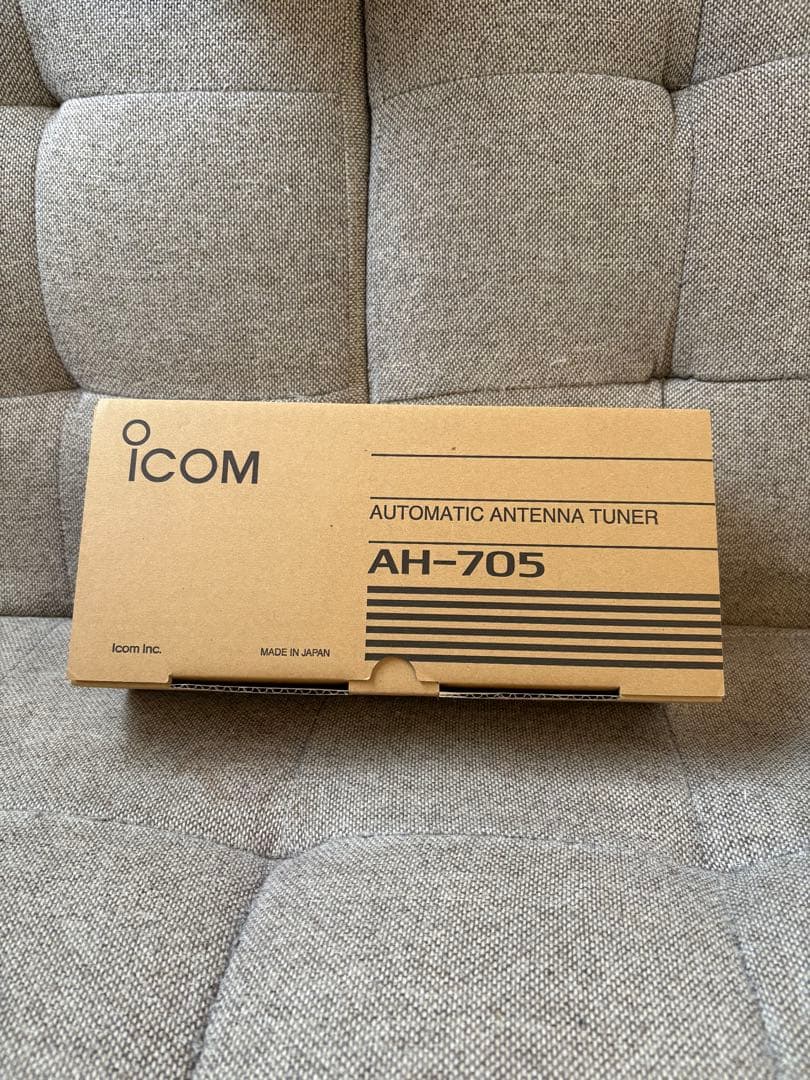 iCOM
AUTOMATIC ANTENNA TUNER
AH-705
Icom Inc.
MADE IN JAPAN